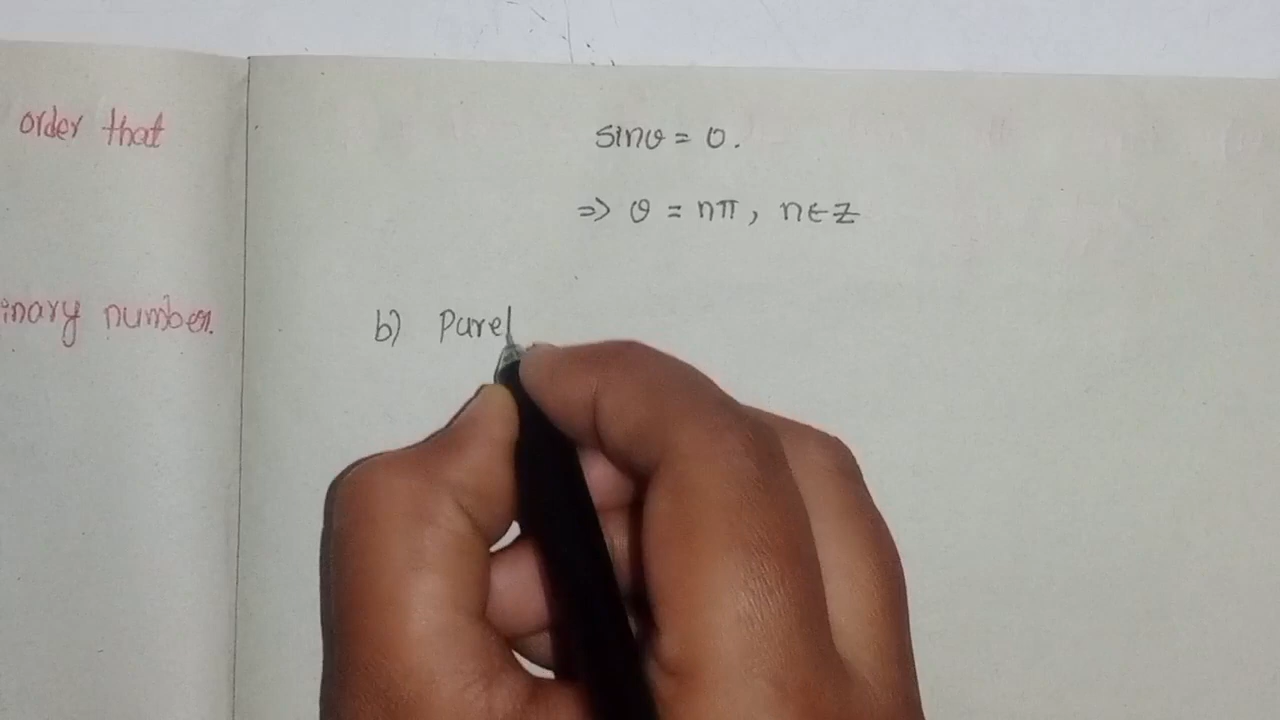 order that
inary number.
sinθ = 0.
⇒ θ = nπ, n∈Z
b) Purel